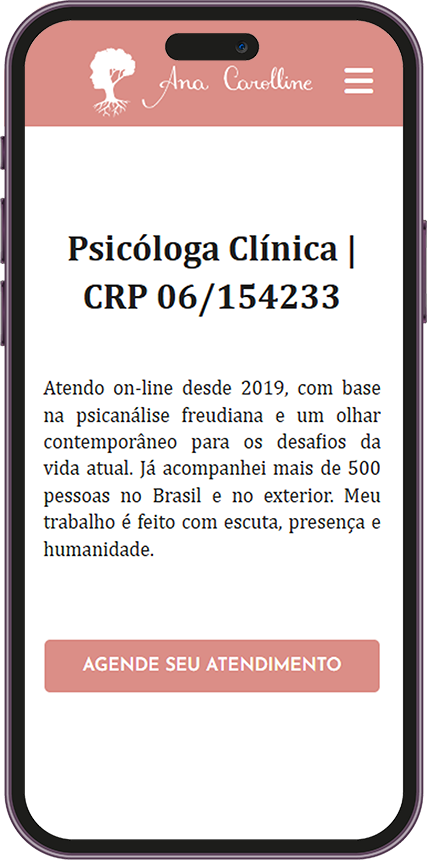 Ana Carolline
Psicóloga Clínica |
CRP 06/154233
Atendo on-line desde 2019, com base
na psicanálise freudiana e um olhar
contemporâneo para os desafios da
vida atual. Já acompanhei mais de 500
pessoas no Brasil e no exterior. Meu
trabalho é feito com escuta, presença e
humanidade.
AGENDE SEU ATENDIMENTO